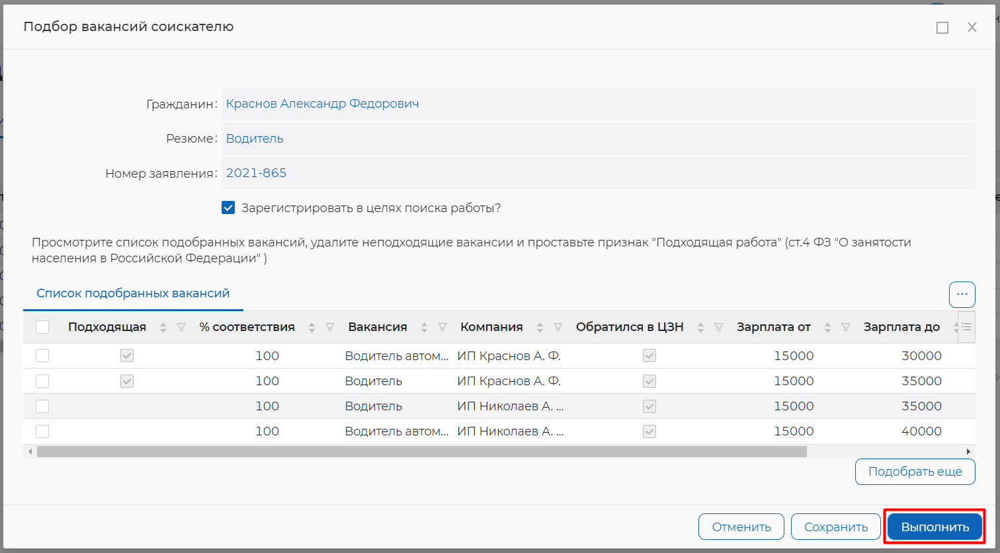 Подбор вакансий соискателю
Гражданин: Краснов Александр Федорович
Резюме: Водитель
Номер заявления: 2021-865
Зарегистрировать в целях поиска работы?
Просмотрите список подобранных вакансий, удалите неподходящие вакансии и проставьте признак "Подходящая работа" (ст.4 ФЗ "О занятости
населения в Российской Федерации" )
Список подобранных вакансий
...
Подходящая % соответствия Вакансия Компания Обратился в ЦЗН Зарплата от Зарплата до
100 Водитель автом... ИП Краснов А. Ф. 15000 30000
100 Водитель ИП Краснов А. Ф. 15000 35000
100 Водитель ИП Николаев А. ... 15000 35000
100 Водитель автом... ИП Николаев А. ... 15000 40000
Подобрать еще
Отменить Сохранить Выполнить